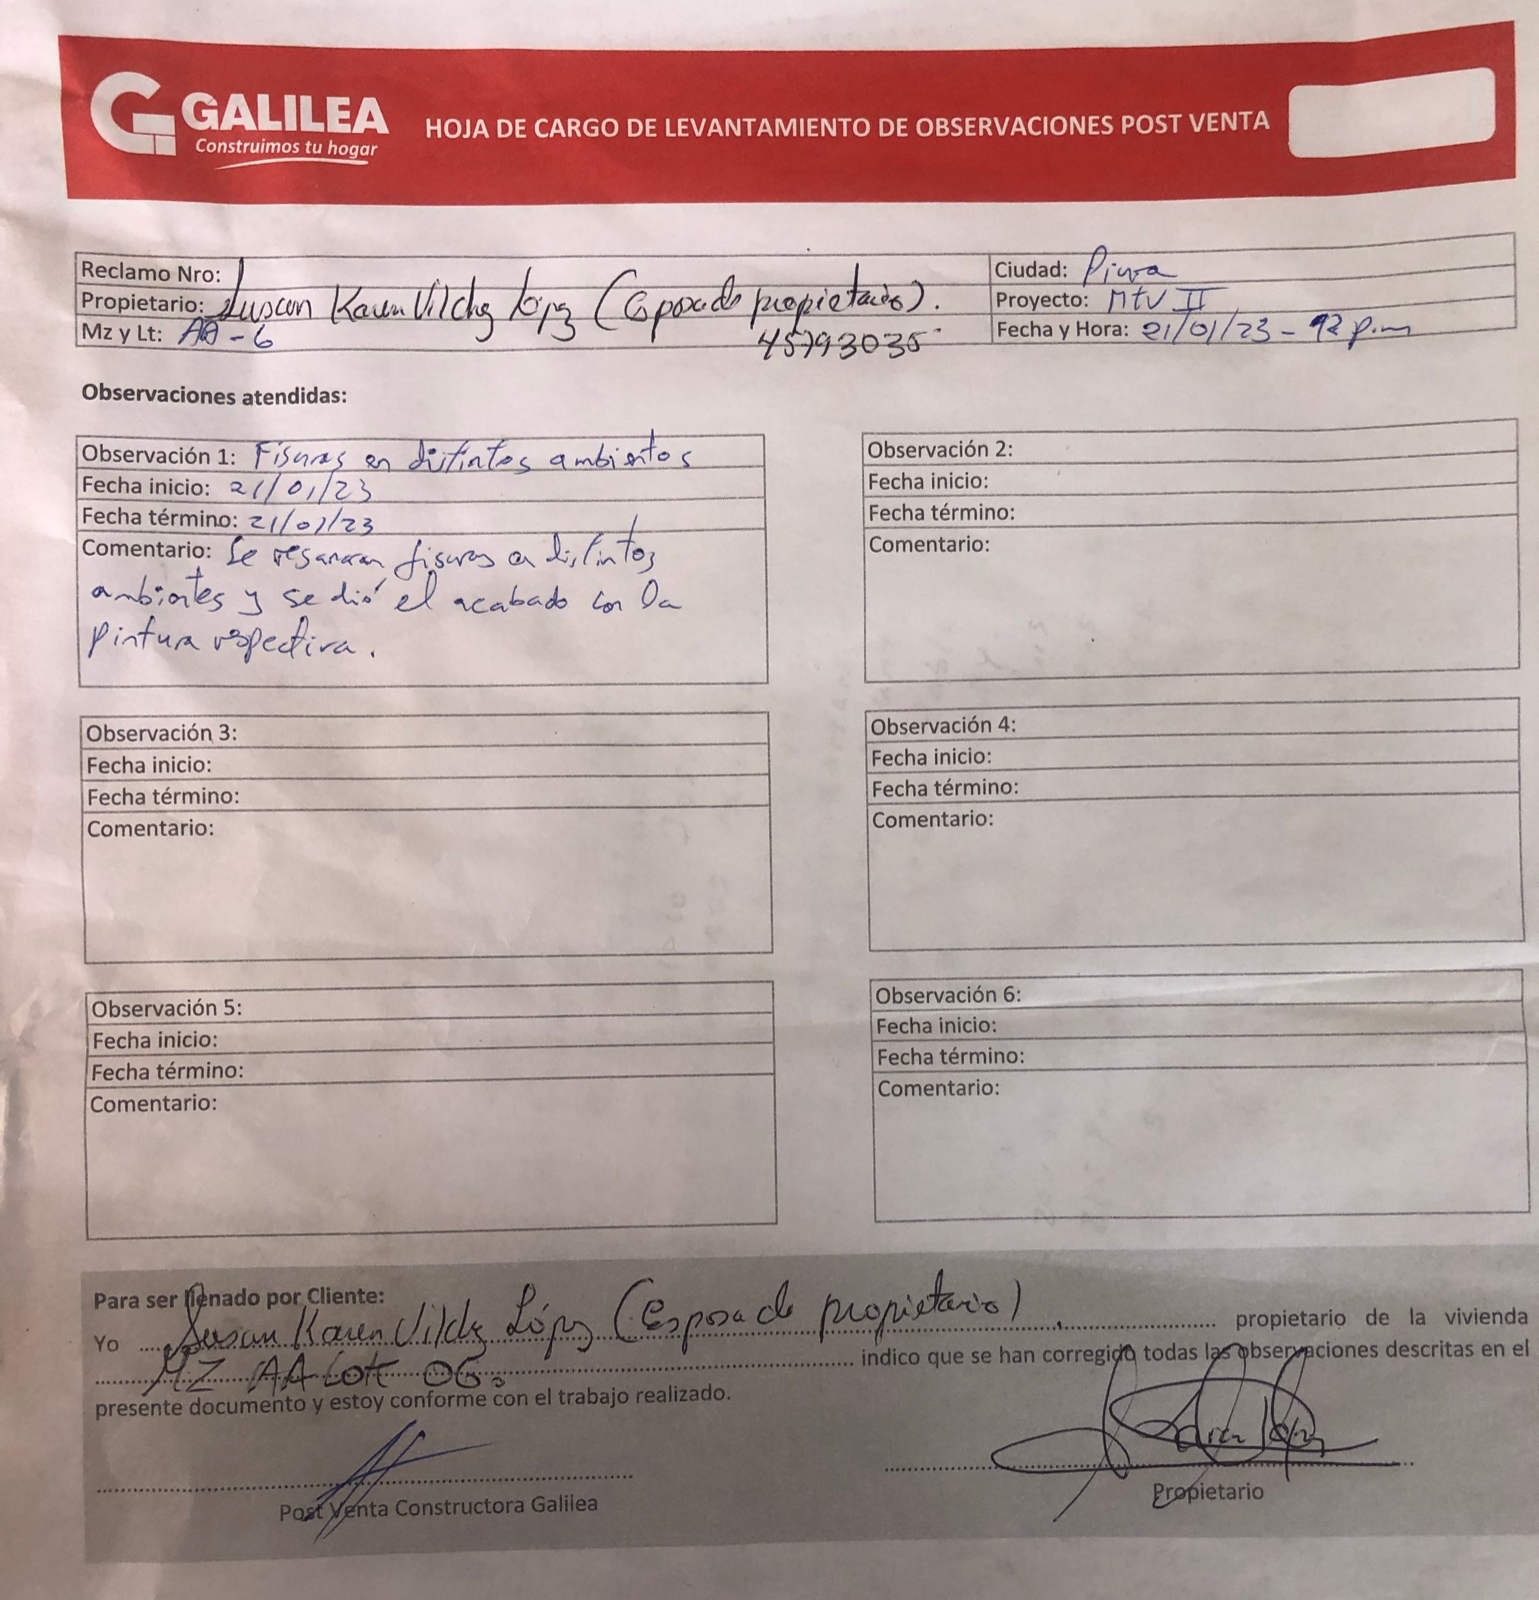 GALILEA
Construimos tu hogar
HOJA DE CARGO DE LEVANTAMIENTO DE OBSERVACIONES POST VENTA
Reclamo Nro:
Propietario: Susan Karen Vilchez López (Esposa de propietario).
Mz y Lt: AA-6
45793035
Ciudad: Piura
Proyecto: MTV II
Fecha y Hora: 21/01/23 - 12 p.m
Observaciones atendidas:
Observación 1: Fisuras en distintos ambientes
Fecha inicio: 21/01/23
Fecha término: 21/01/23
Comentario: Se resanaron fisuras en distintos
ambientes y se dió el acabado con la
pintura respectiva.
Observación 2:
Fecha inicio:
Fecha término:
Comentario:
Observación 3:
Fecha inicio:
Fecha término:
Comentario:
Observación 4:
Fecha inicio:
Fecha término:
Comentario:
Observación 5:
Fecha inicio:
Fecha término:
Comentario:
Observación 6:
Fecha inicio:
Fecha término:
Comentario:
Para ser llenado por Cliente:
Yo Susan Karen Vilchez López (Esposa de propietario) propietario de la vivienda
MZ AA Lote 06. indico que se han corregido todas las observaciones descritas en el
presente documento y estoy conforme con el trabajo realizado.
Post Venta Constructora Galilea
Propietario